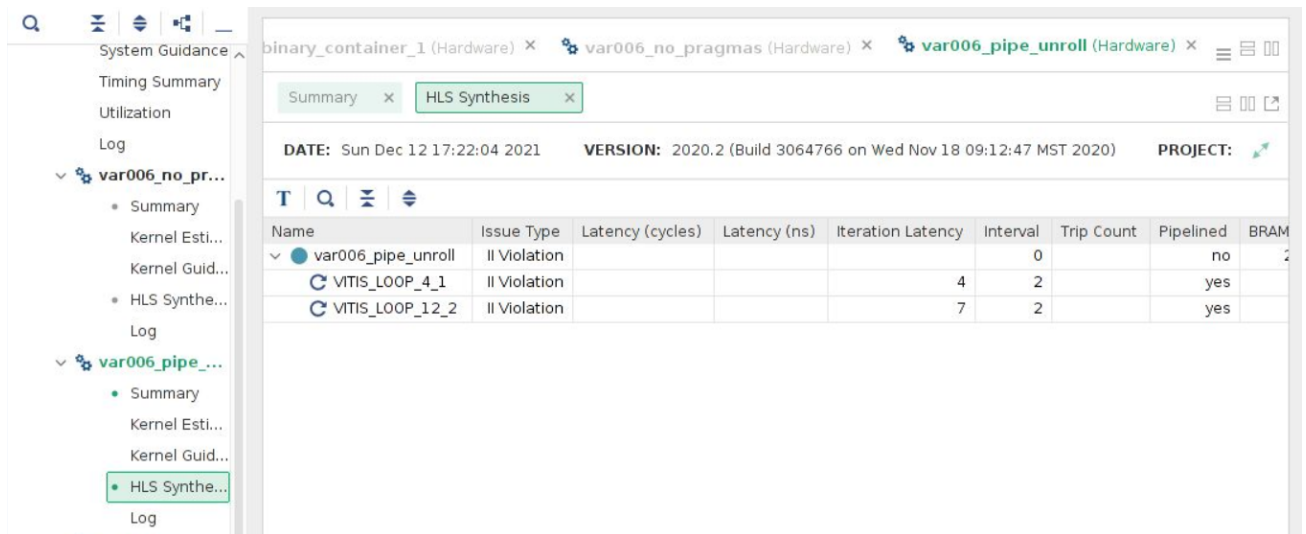 System Guidance
Timing Summary
Utilization
Log
var006_no_pr...
Summary
Kernel Esti...
Kernel Guid...
HLS Synthe...
Log
var006_pipe_...
Summary
Kernel Esti...
Kernel Guid...
HLS Synthe...
Log
binary_container_1 (Hardware) × var006_no_pragmas (Hardware) × var006_pipe_unroll (Hardware) ×
Summary × HLS Synthesis ×
DATE: Sun Dec 12 17:22:04 2021 VERSION: 2020.2 (Build 3064766 on Wed Nov 18 09:12:47 MST 2020) PROJECT:
T
Name Issue Type Latency (cycles) Latency (ns) Iteration Latency Interval Trip Count Pipelined BRAM
var006_pipe_unroll II Violation 0 no 2
VITIS_LOOP_4_1 II Violation 4 2 yes
VITIS_LOOP_12_2 II Violation 7 2 yes